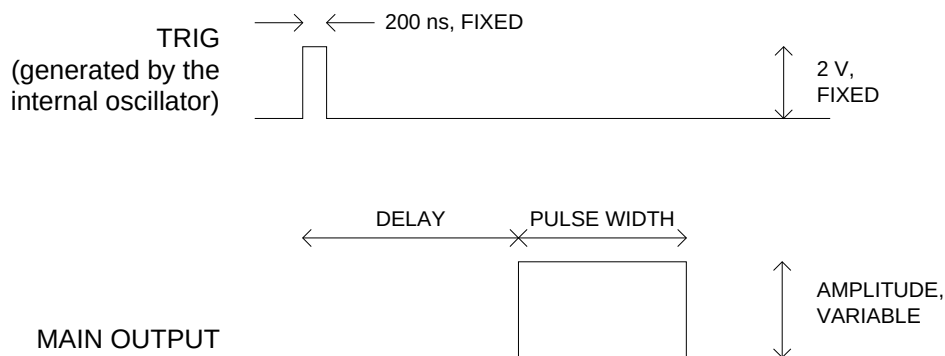 200 ns, FIXED
TRIG
(generated by the
internal oscillator)
2 V,
FIXED
DELAY
PULSE WIDTH
AMPLITUDE,
VARIABLE
MAIN OUTPUT